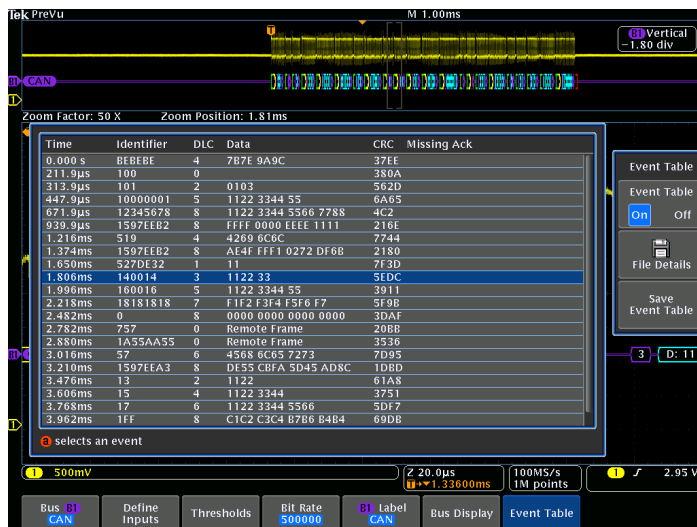 Tek PreVu M 1.00ms
T
B1 Vertical
-1.80 div
B1 CAN
1
Zoom Factor: 50 X Zoom Position: 1.81ms
Time Identifier DLC Data CRC Missing Ack
0.000 s BEBEBE 4 7B7E 9A9C 37EE
211.9µs 100 0 380A
313.9µs 101 2 0103 562D
447.9µs 10000001 5 1122 3344 55 6A65
671.9µs 12345678 8 1122 3344 5566 7788 4C2
939.9µs 1597EEB2 8 FFFF 0000 EEEE 1111 216E
1.216ms 519 4 4269 6C6C 7744
1.374ms 1597EEB2 8 AE4F FFF1 0272 DF6B 2180
1.650ms 527DE32 1 11 7F3D
1.806ms 140014 3 1122 33 5EDC
1.996ms 160016 5 1122 3344 55 3911
2.218ms 18181818 7 F1F2 F3F4 F5F6 F7 5F9B
2.482ms 0 8 0000 0000 0000 0000 3DAF
2.782ms 757 0 Remote Frame 20BB
2.880ms 1A55AA55 0 Remote Frame 3536
3.016ms 57 6 4568 6C65 7273 7D95
3.210ms 1597EEA3 8 DE55 CBFA 5D45 AD8C 1DBD
3.476ms 13 2 1122 61A8
3.606ms 15 4 1122 3344 3751
3.768ms 17 6 1122 3344 5566 5DF7
3.962ms 1FF 8 C1C2 C3C4 B7B6 B4B4 69DB
a selects an event
Event Table
Event Table
On Off
File Details
Save
Event Table
B1
3 D: 11
1
1 500mV
Z 20.0µs
T→▼1.33600ms
100MS/s
1M points
1 2.95 V
Bus B1
CAN
Define
Inputs
Thresholds
Bit Rate
500000
B1 Label
CAN
Bus Display
Event Table